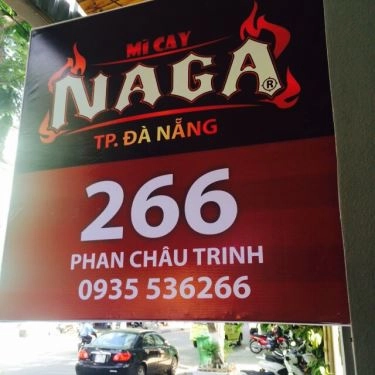 MÌ CAY
NAGA®
TP. ĐÀ NẴNG
266
PHAN CHÂU TRINH
0935 536266